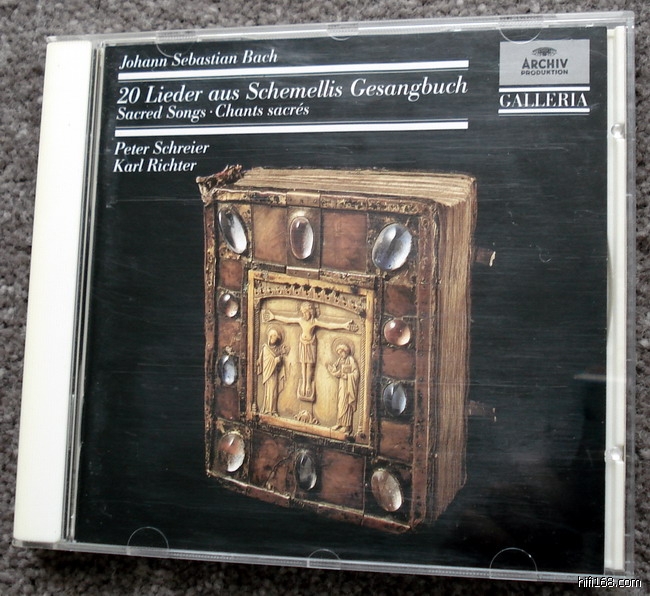 Johann Sebastian Bach
20 Lieder aus Schemellis Gesangbuch
Sacred Songs · Chants sacrés
Peter Schreier
Karl Richter
ARCHIV
PRODUKTION
GALLERIA
hifi168.com